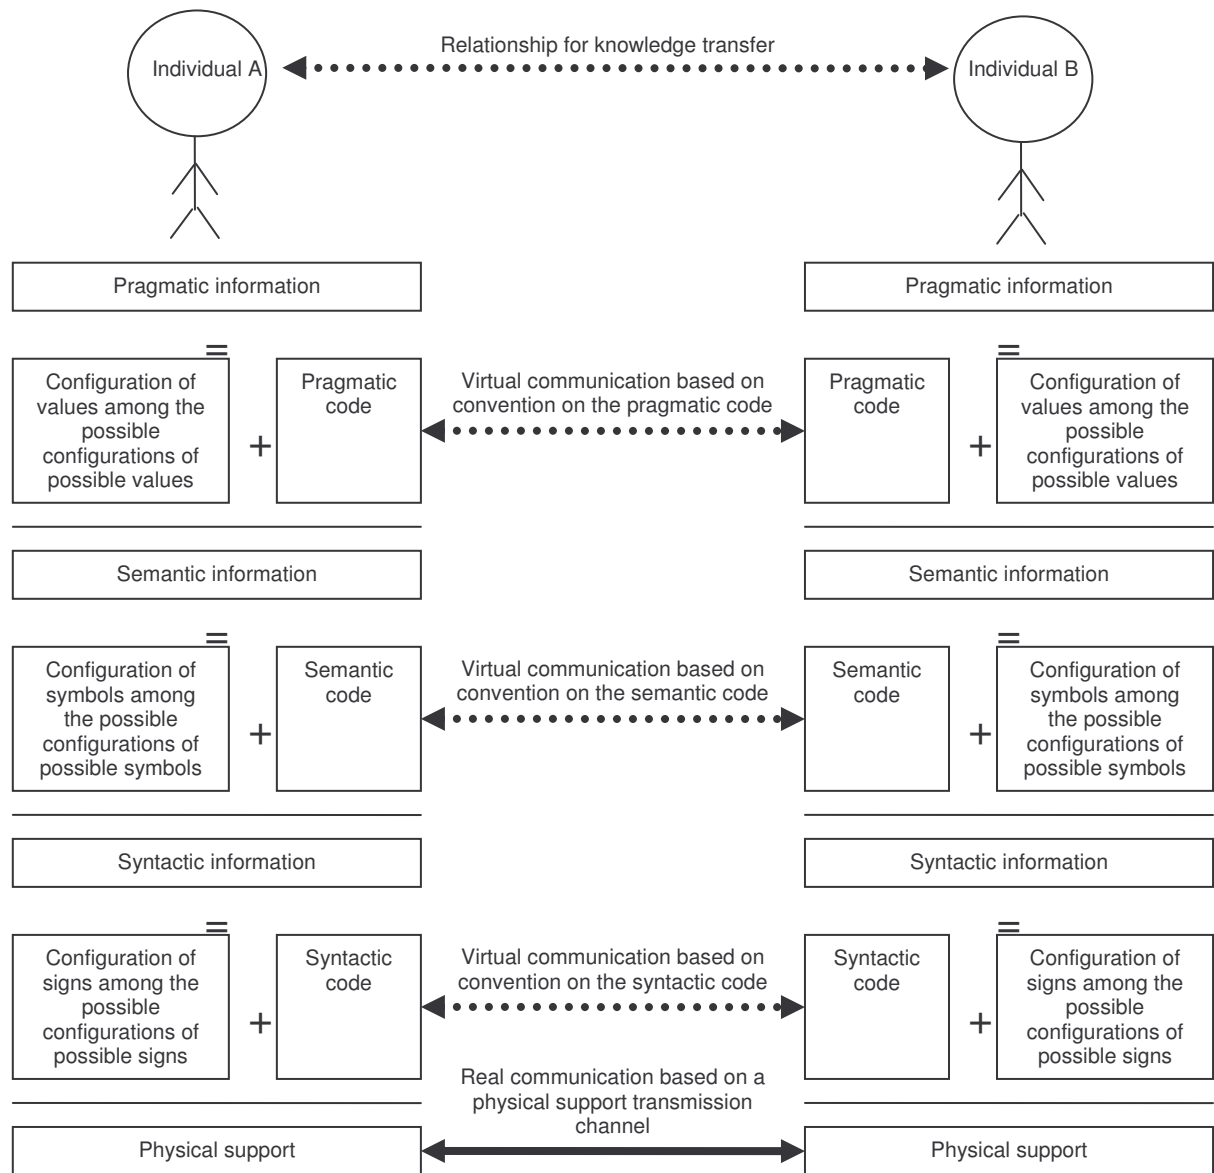 Relationship for knowledge transfer
Individual A
Individual B
Pragmatic information
Pragmatic information
=
=
Configuration of
values among the
possible
configurations of
possible values
+
Pragmatic
code
Virtual communication based on
convention on the pragmatic code
Pragmatic
code
+
Configuration of
values among the
possible
configurations of
possible values
Semantic information
Semantic information
=
=
Configuration of
symbols among
the possible
configurations of
possible symbols
+
Semantic
code
Virtual communication based on
convention on the semantic code
Semantic
code
+
Configuration of
symbols among
the possible
configurations of
possible symbols
Syntactic information
Syntactic information
=
=
Configuration of
signs among the
possible
configurations of
possible signs
+
Syntactic
code
Virtual communication based on
convention on the syntactic code
Syntactic
code
+
Configuration of
signs among the
possible
configurations of
possible signs
Real communication based on a
physical support transmission
channel
Physical support
Physical support